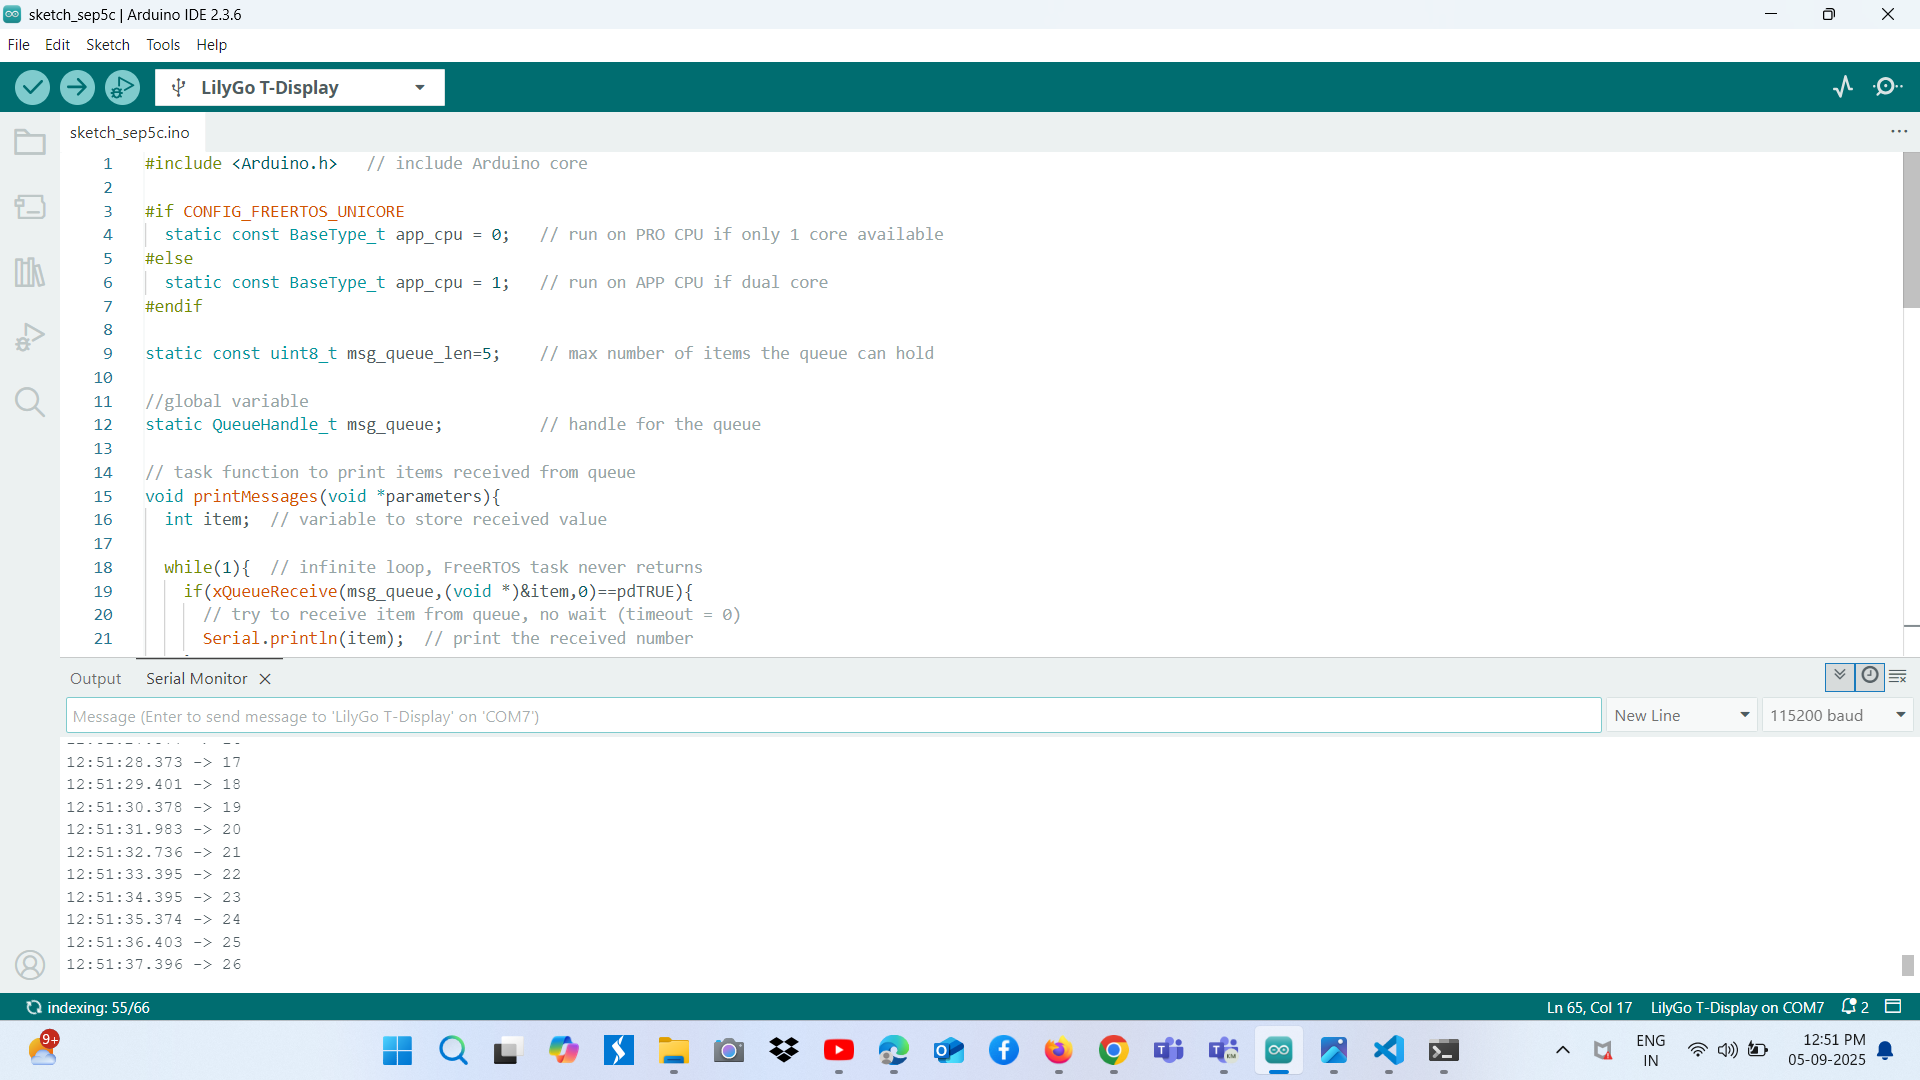 sketch_sep5c | Arduino IDE 2.3.6
File Edit Sketch Tools Help
LilyGo T-Display
sketch_sep5c.ino
1 #include <Arduino.h>   // include Arduino core
2
3 #if CONFIG_FREERTOS_UNICORE
4   static const BaseType_t app_cpu = 0;   // run on PRO CPU if only 1 core available
5 #else
6   static const BaseType_t app_cpu = 1;   // run on APP CPU if dual core
7 #endif
8
9 static const uint8_t msg_queue_len=5;    // max number of items the queue can hold
10
11 //global variable
12 static QueueHandle_t msg_queue;          // handle for the queue
13
14 // task function to print items received from queue
15 void printMessages(void *parameters){
16   int item;  // variable to store received value
17
18   while(1){  // infinite loop, FreeRTOS task never returns
19     if(xQueueReceive(msg_queue,(void *)&item,0)==pdTRUE){
20       // try to receive item from queue, no wait (timeout = 0)
21       Serial.println(item);  // print the received number
Output Serial Monitor
Message (Enter to send message to 'LilyGo T-Display' on 'COM7')
New Line
115200 baud
12:51:28.373 -> 17
12:51:29.401 -> 18
12:51:30.378 -> 19
12:51:31.983 -> 20
12:51:32.736 -> 21
12:51:33.395 -> 22
12:51:34.395 -> 23
12:51:35.374 -> 24
12:51:36.403 -> 25
12:51:37.396 -> 26
indexing: 55/66
Ln 65, Col 17 LilyGo T-Display on COM7 2
9+
ENG
IN
12:51 PM
05-09-2025